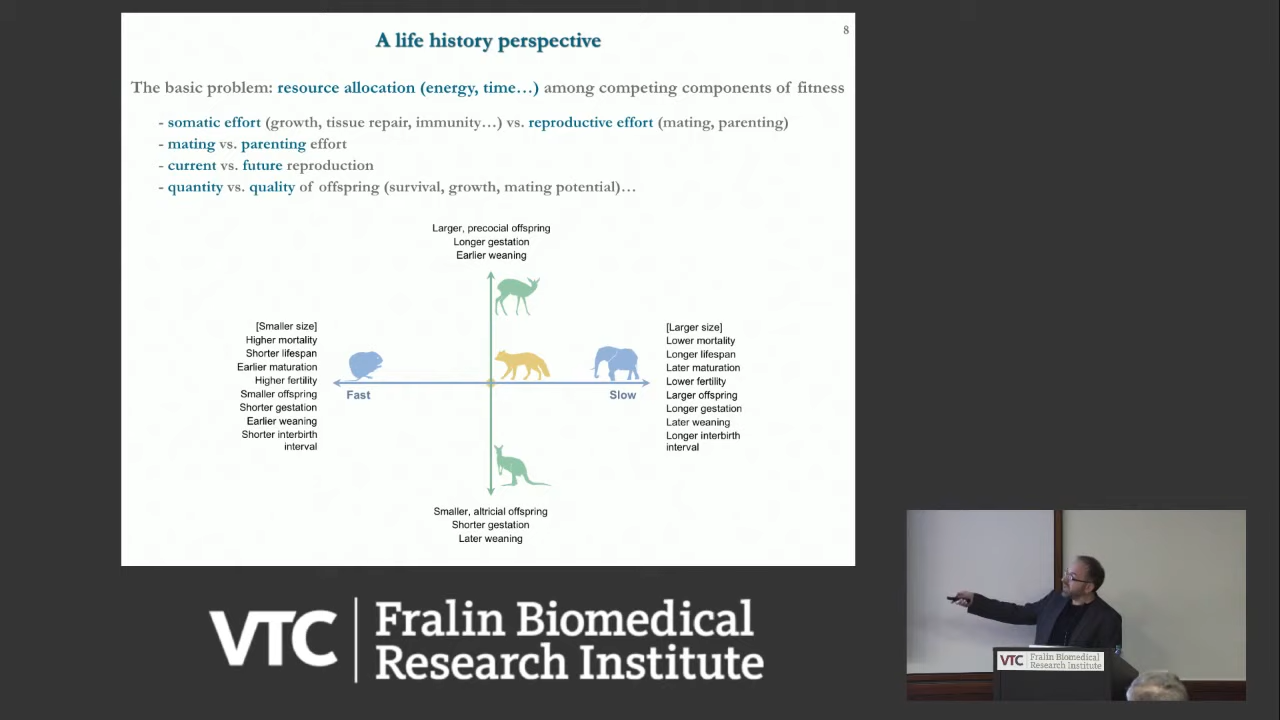 8
A life history perspective
The basic problem: resource allocation (energy, time…) among competing components of fitness
- somatic effort (growth, tissue repair, immunity…) vs. reproductive effort (mating, parenting)
- mating vs. parenting effort
- current vs. future reproduction
- quantity vs. quality of offspring (survival, growth, mating potential)…
Larger, precocial offspring
Longer gestation
Earlier weaning
[Smaller size]
Higher mortality
Shorter lifespan
Earlier maturation
Higher fertility
Smaller offspring
Shorter gestation
Earlier weaning
Shorter interbirth
interval
Fast
Slow
[Larger size]
Lower mortality
Longer lifespan
Later maturation
Lower fertility
Larger offspring
Longer gestation
Later weaning
Longer interbirth
interval
Smaller, altricial offspring
Shorter gestation
Later weaning
VTC Fralin Biomedical
Research Institute
VTC Fralin Biomedical
Research Institute